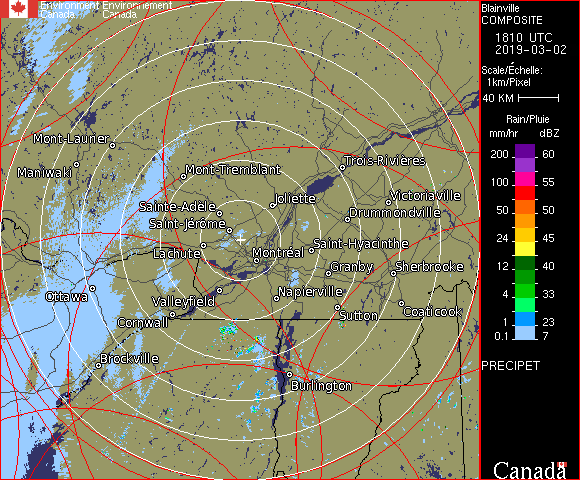 Environment Environnement
Canada Canada
Mont-Laurier
Maniwaki
Mont-Tremblant
Trois-Rivières
Joliette
Victoriaville
Sainte-Adèle
Drummondville
Saint-Jérôme
Lachute
Montréal
Saint-Hyacinthe
Granby
Sherbrooke
Ottawa
Valleyfield
Napierville
Cornwall
Sutton
Coaticook
Brockville
Burlington
Blainville
COMPOSITE
1810 UTC
2019-03-02
Scale/Échelle:
1km/Pixel
40 KM
Rain/Pluie
mm/hr dBZ
200 60
57
100 55
50 50
24 45
12 40
4 33
1 23
0.1 7
PRECIPET
Canada